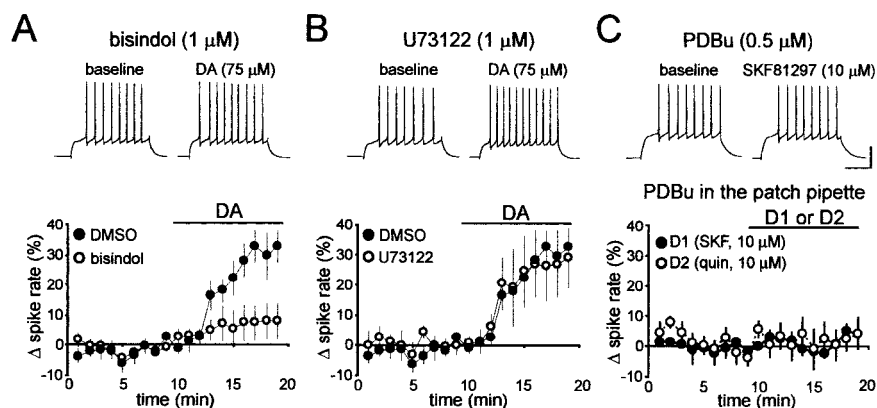 A
bisindol (1 µM)
baseline
DA (75 µM)
DA
DMSO
bisindol
Δ spike rate (%)
40
30
20
10
0
-10
0
5
10
15
20
time (min)
B
U73122 (1 µM)
baseline
DA (75 µM)
DA
DMSO
U73122
Δ spike rate (%)
40
30
20
10
0
-10
0
5
10
15
20
time (min)
C
PDBu (0.5 µM)
baseline
SKF81297 (10 µM)
PDBu in the patch pipette
D1 or D2
D1 (SKF, 10 µM)
D2 (quin, 10 µM)
Δ spike rate (%)
40
30
20
10
0
-10
0
5
10
15
20
time (min)